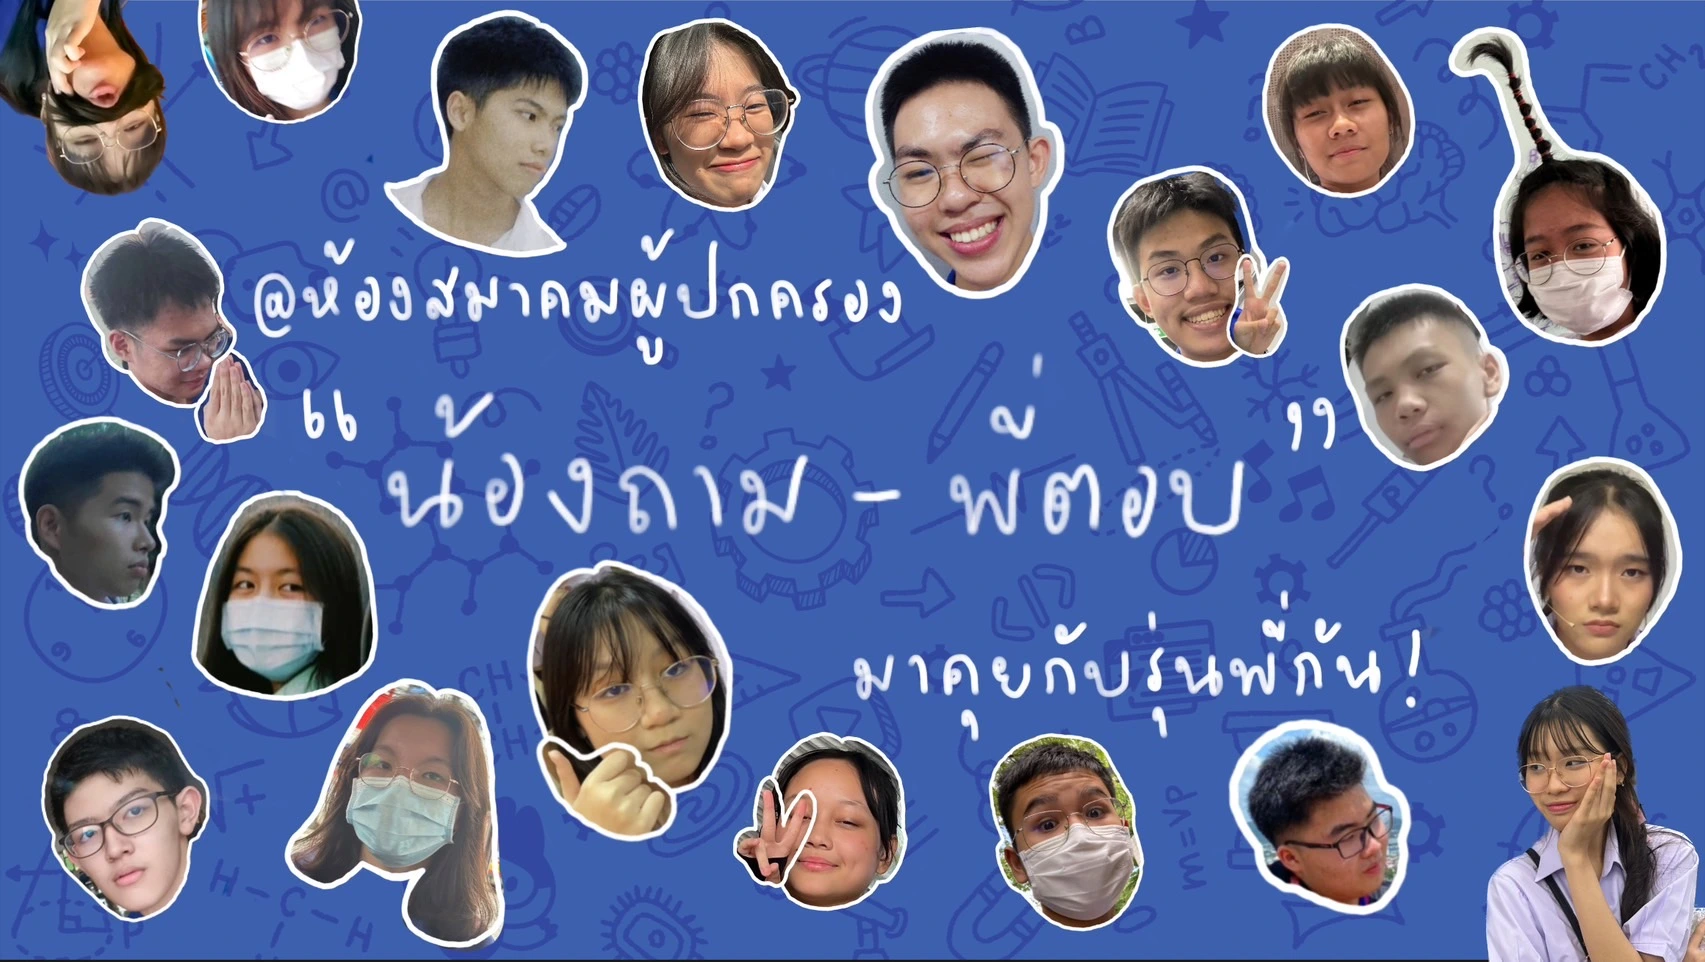 @ห้องสมาคมผู้ปกครอง
“ น้องถาม - พี่ตอบ ”
มาคุยกับรุ่นพี่กัน!